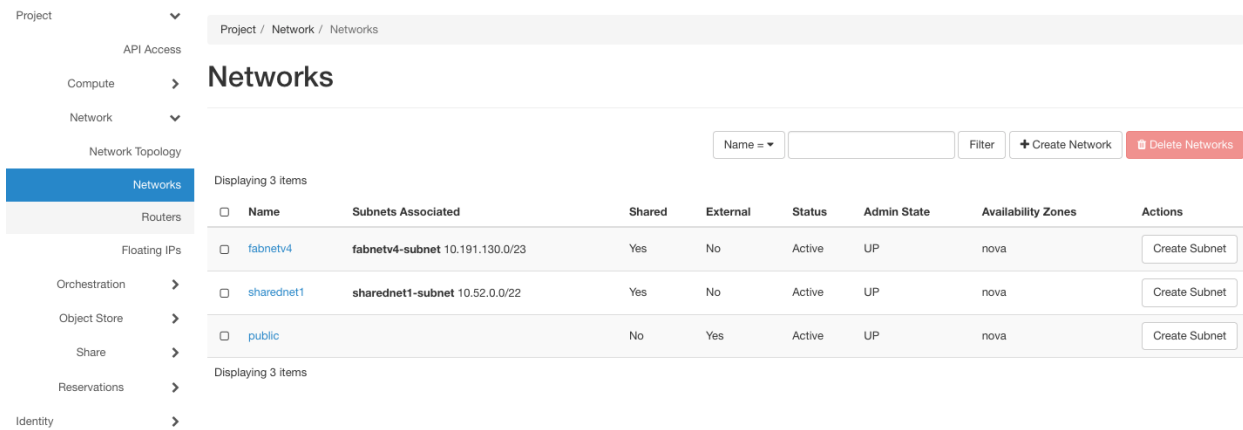 Project
API Access
Compute
Network
Network Topology
Networks
Routers
Floating IPs
Orchestration
Object Store
Share
Reservations
Identity
Project / Network / Networks
Networks
Name = Filter Create Network Delete Networks
Displaying 3 items
Name Subnets Associated Shared External Status Admin State Availability Zones Actions
fabnetv4 fabnetv4-subnet 10.191.130.0/23 Yes No Active UP nova Create Subnet
sharednet1 sharednet1-subnet 10.52.0.0/22 Yes No Active UP nova Create Subnet
public No Yes Active UP nova Create Subnet
Displaying 3 items